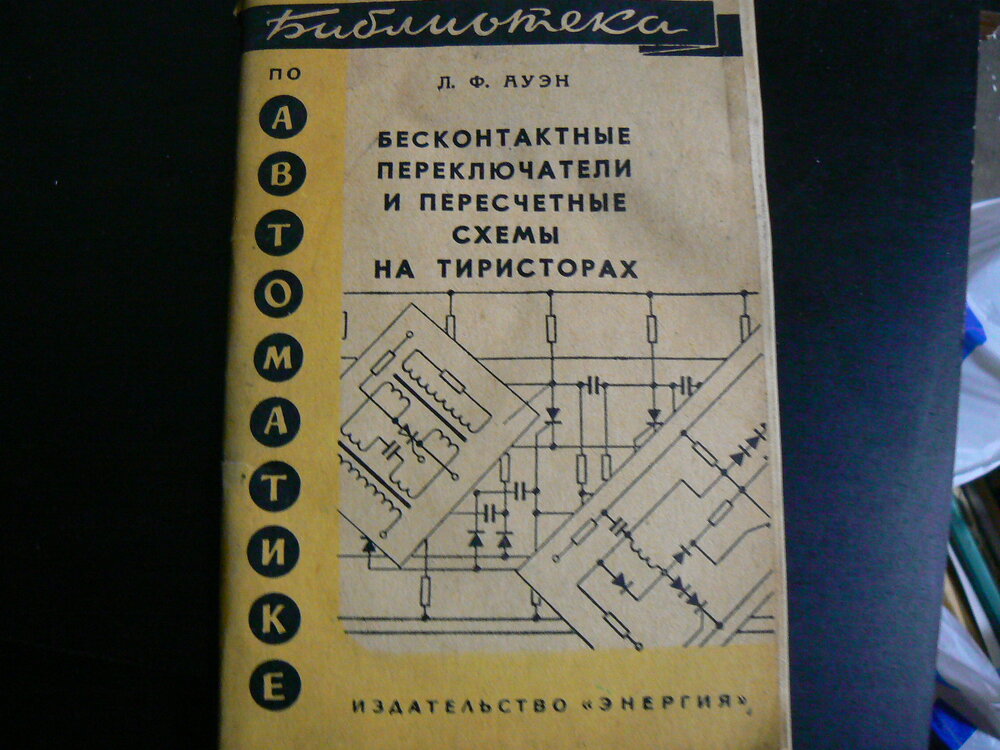 Библиотека
ПО
АВТОМАТИКЕ
Л. Ф. АУЭН
БЕСКОНТАКТНЫЕ
ПЕРЕКЛЮЧАТЕЛИ
И ПЕРЕСЧЕТНЫЕ
СХЕМЫ
НА ТИРИСТОРАХ
ИЗДАТЕЛЬСТВО «ЭНЕРГИЯ»